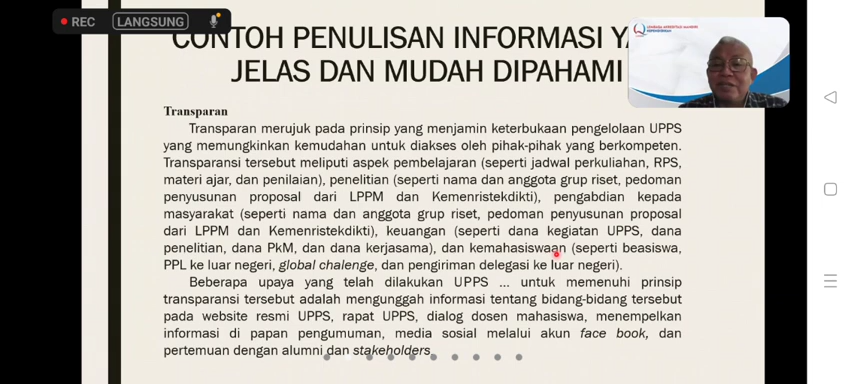 REC LANGSUNG
CONTOH PENULISAN INFORMASI
JELAS DAN MUDAH DIPAHAMI
LEMBAGA AKREDITASI MANDIRI
KEPENDIDIKAN
Transparan
Transparan merujuk pada prinsip yang menjamin keterbukaan pengelolaan UPPS
yang memungkinkan kemudahan untuk diakses oleh pihak-pihak yang berkompeten.
Transparansi tersebut meliputi aspek pembelajaran (seperti jadwal perkuliahan, RPS,
materi ajar, dan penilaian), penelitian (seperti nama dan anggota grup riset, pedoman
penyusunan proposal dari LPPM dan Kemenristekdikti), pengabdian kepada
masyarakat (seperti nama dan anggota grup riset, pedoman penyusunan proposal
dari LPPM dan Kemenristekdikti), keuangan (seperti dana kegiatan UPPS, dana
penelitian, dana PkM, dan dana kerjasama), dan kemahasiswaan (seperti beasiswa,
PPL ke luar negeri, global chalenge, dan pengiriman delegasi ke luar negeri).
Beberapa upaya yang telah dilakukan UPPS ... untuk memenuhi prinsip
transparansi tersebut adalah mengunggah informasi tentang bidang-bidang tersebut
pada website resmi UPPS, rapat UPPS, dialog dosen mahasiswa, menempelkan
informasi di papan pengumuman, media sosial melalui akun face book, dan
pertemuan dengan alumni dan stakeholders